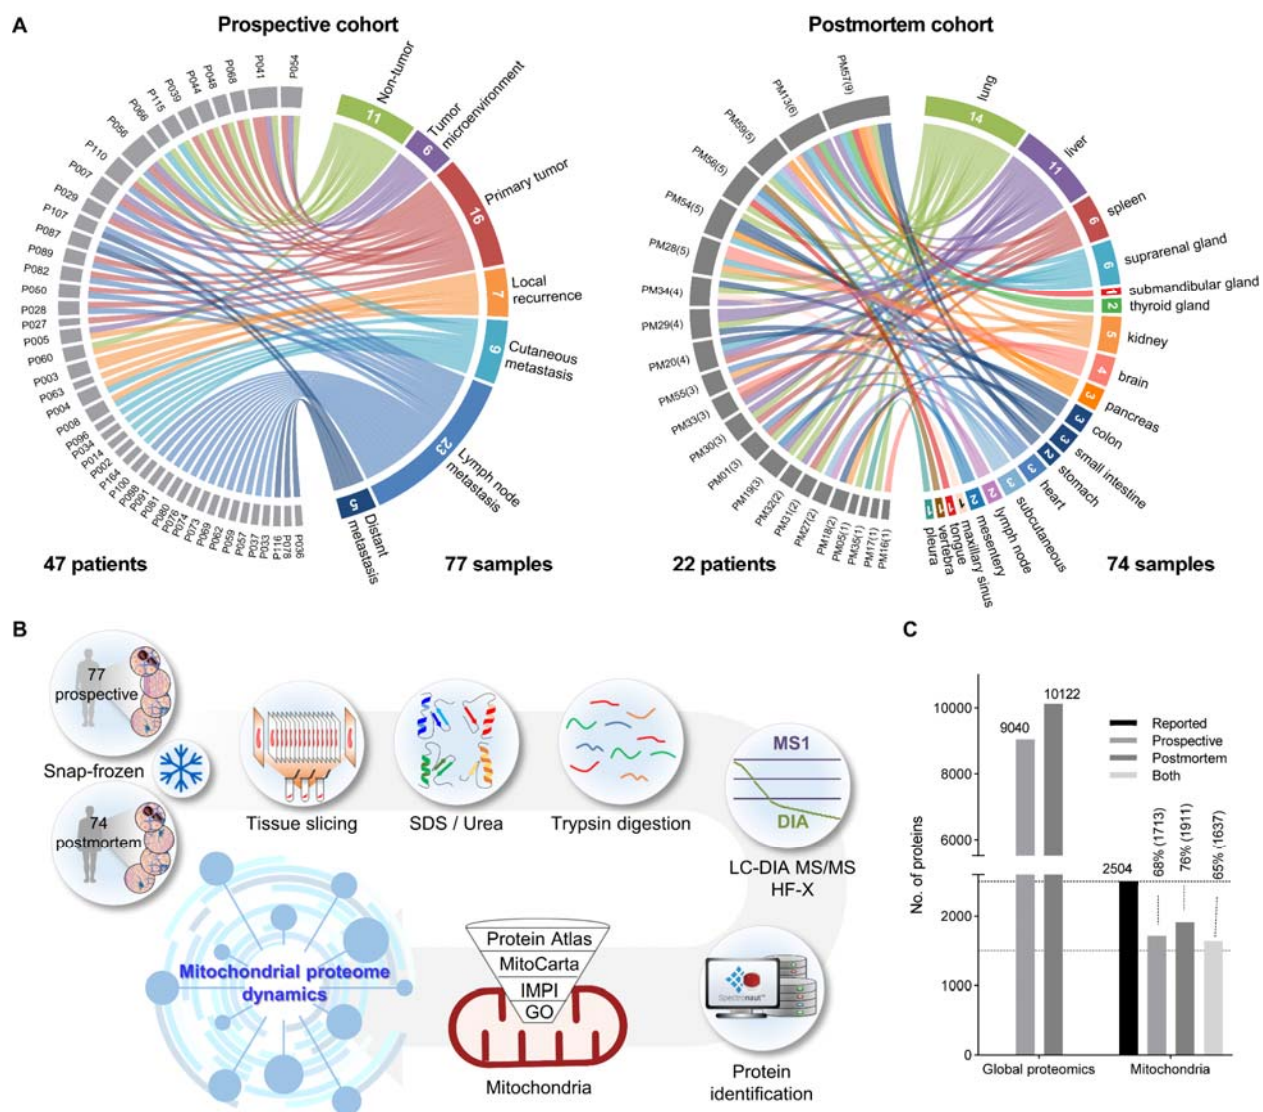 A
Prospective cohort
P054
P041
P068
P048
P044
P039
P115
P066
P056
P110
P007
P029
P107
P087
P089
P082
P050
P028
P027
P005
P060
P003
P063
P004
P008
P096
P034
P014
P002
P164
P100
P098
P091
P081
P080
P076
P074
P073
P069
P062
P059
P057
P037
P033
P116
P078
P036
11
Non-tumor
6
Tumor
microenvironment
16
Primary tumor
7
Local
recurrence
9
Cutaneous
metastasis
23
Lymph node
metastasis
5
Distant
metastasis
47 patients
77 samples
Postmortem cohort
PM57(9)
PM13(6)
PM59(5)
PM56(5)
PM54(5)
PM28(5)
PM34(4)
PM29(4)
PM20(4)
PM55(3)
PM33(3)
PM30(3)
PM01(3)
PM19(3)
PM32(2)
PM31(2)
PM27(2)
PM18(2)
PM05(1)
PM35(1)
PM17(1)
PM16(1)
14
lung
11
liver
6
spleen
6
suprarenal gland
1
submandibular gland
2
thyroid gland
5
kidney
4
brain
3
pancreas
3
colon
3
small intestine
2
stomach
3
heart
3
subcutaneous
2
lymph node
2
mesentery
1
maxillary sinus
1
tongue
1
vertebra
1
pleura
22 patients
74 samples
B
77
prospective
Snap-frozen
74
postmortem
Tissue slicing
SDS / Urea
Trypsin digestion
MS1
DIA
LC-DIA MS/MS
HF-X
Spectronaut™
Protein
identification
Protein Atlas
MitoCarta
IMPI
GO
Mitochondria
Mitochondrial proteome
dynamics
C
No. of proteins
10000
8000
6000
2000
1000
0
9040
10122
Reported
Prospective
Postmortem
Both
2504
68% (1713)
76% (1911)
65% (1637)
Global proteomics
Mitochondria